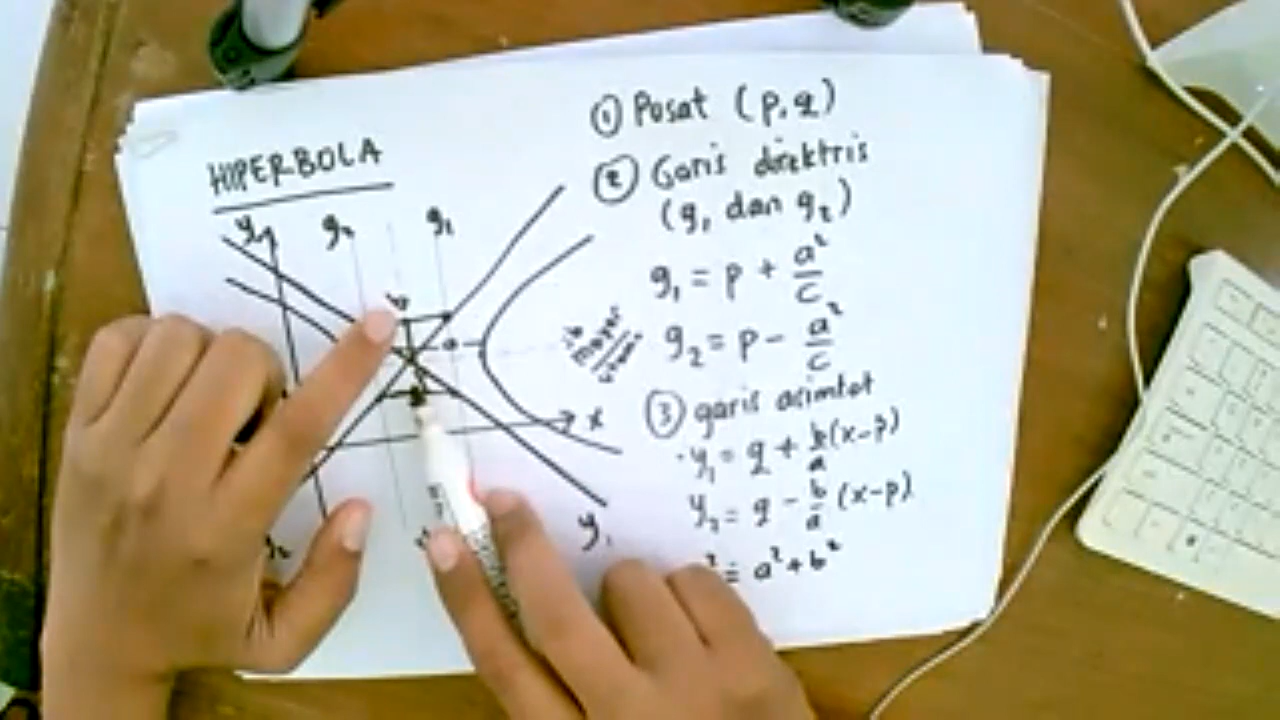 HIPERBOLA
y
g₂
g₁
b
a
x
y₁
① Pusat (p,q)
② Garis direktris
(g₁ dan g₂)
g₁ = p + a²/c
g₂ = p - a²/c
③ garis asimtot
y₁ = q + b/a (x-p)
y₂ = q - b/a (x-p)
² = a² + b²